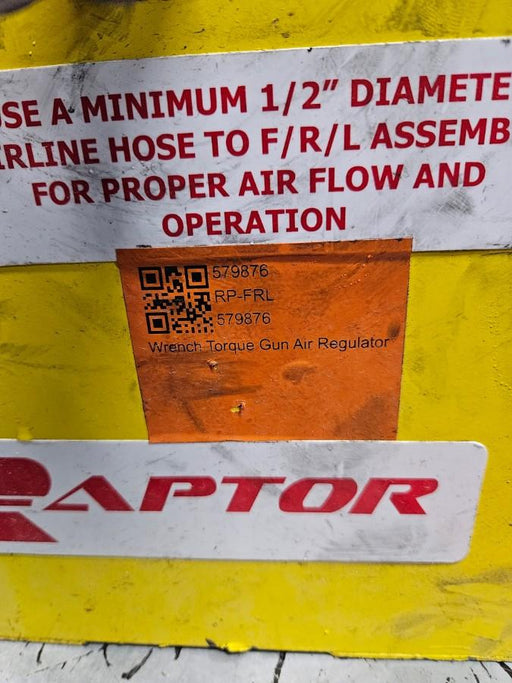 USE A MINIMUM 1/2" DIAMETE
IRLINE HOSE TO F/R/L ASSEMB
FOR PROPER AIR FLOW AND
OPERATION
579876
RP-FRL
579876
Wrench Torque Gun Air Regulator
RAPTOR